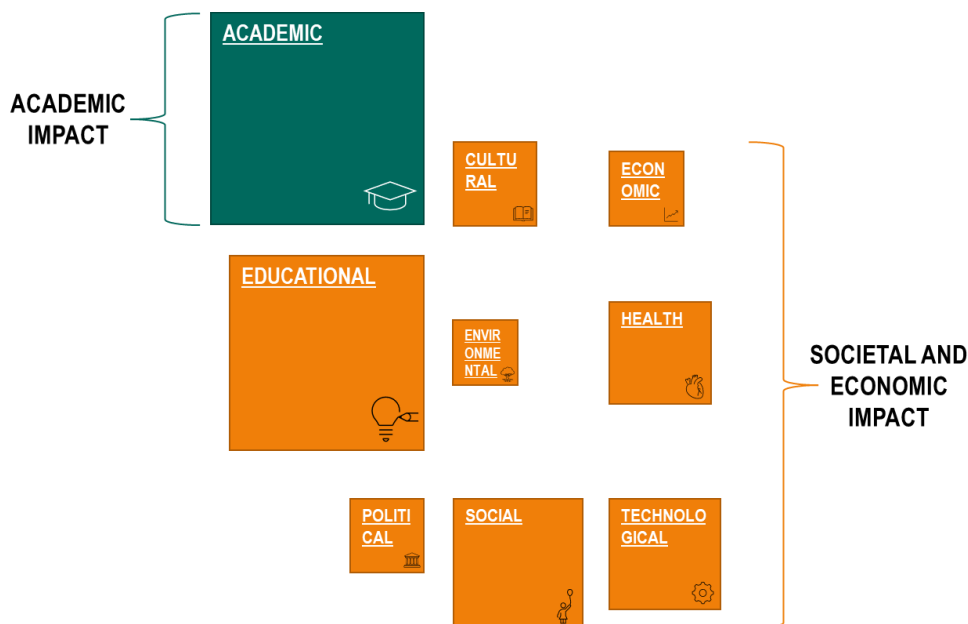 ACADEMIC
IMPACT
ACADEMIC
CULTU
RAL
ECON
OMIC
EDUCATIONAL
ENVIR
ONME
NTAL
HEALTH
SOCIETAL AND
ECONOMIC
IMPACT
POLITI
CAL
SOCIAL
TECHNOLO
GICAL